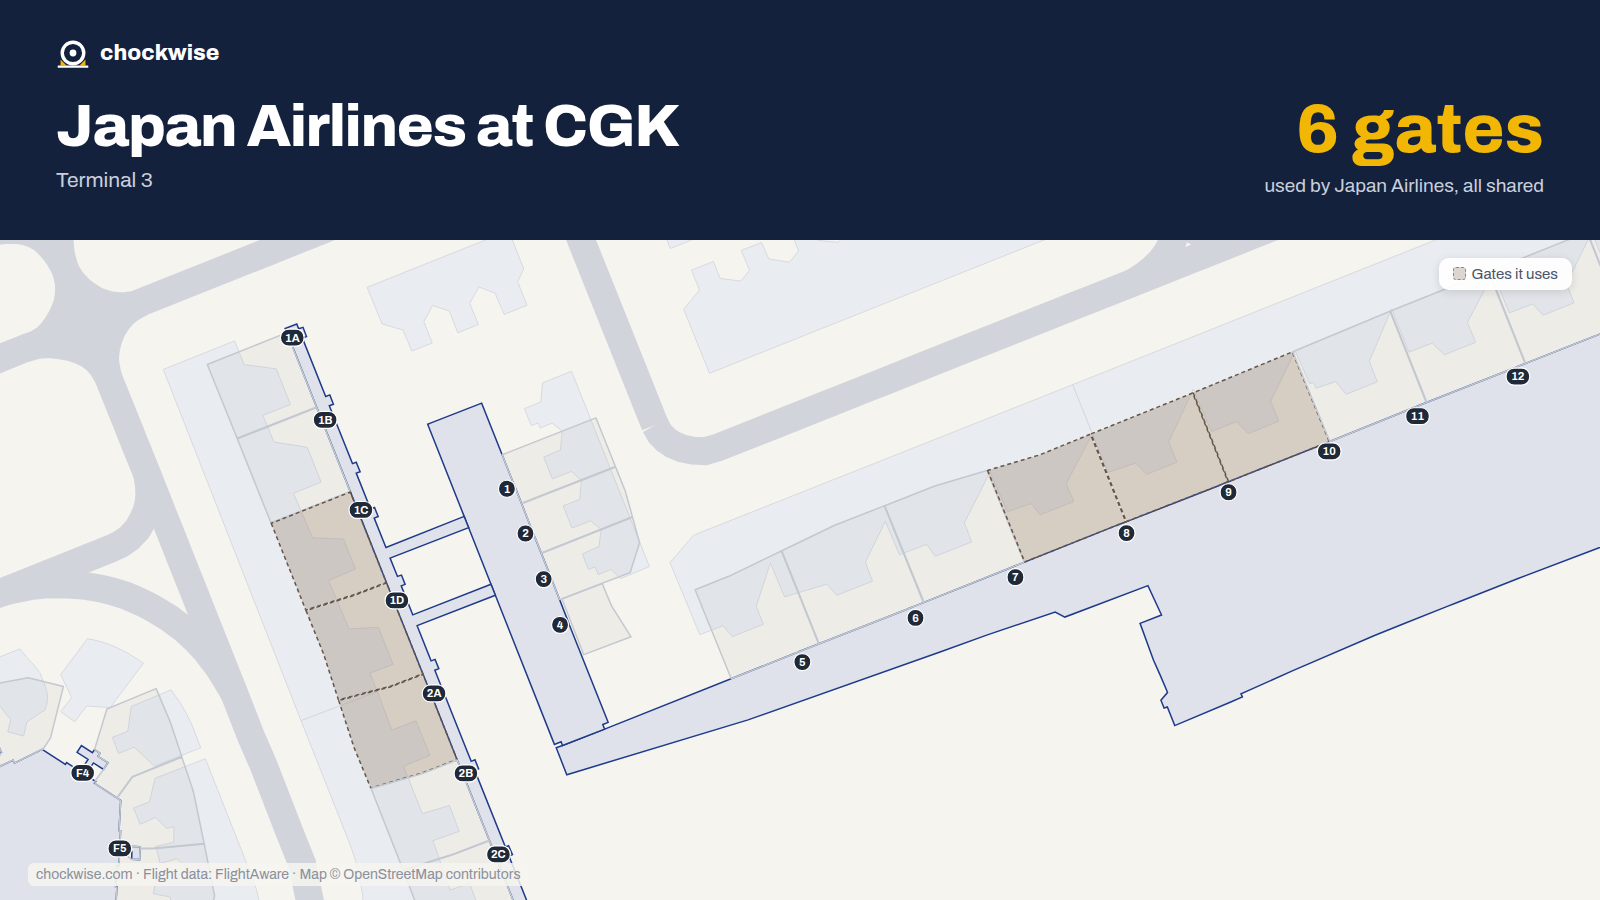 chockwise
Japan Airlines at CGK
Terminal 3
6 gates
used by Japan Airlines, all shared
Gates it uses
1A
1B
1C
1D
2A
2B
2C
1
2
3
4
5
6
7
8
9
10
11
12
F4
F5
chockwise.com · Flight data: FlightAware · Map © OpenStreetMap contributors